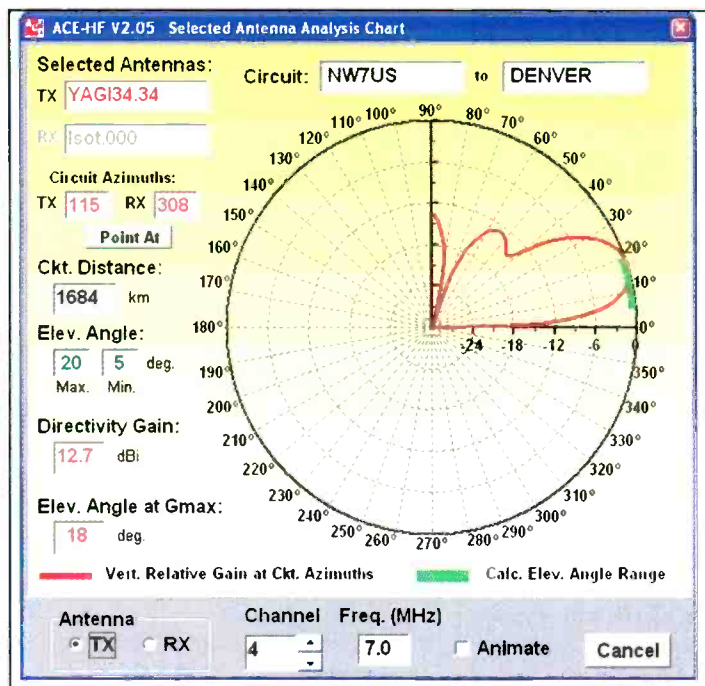 ACE-HF V2.05 Selected Antenna Analysis Chart
Selected Antennas:
TX YAGI34.34
RX Isot.000
Circuit: NW7US to DENVER
Circuit Azimuths:
TX 115 RX 308
Point At
Ckt. Distance:
1684 km
Elev. Angle:
20 5 deg.
Max. Min.
Directivity Gain:
12.7 dBi
Elev. Angle at Gmax:
18 deg.
90°
80°
70°
60°
50°
40°
30°
20°
10°
0°
350°
340°
330°
320°
310°
300°
290°
280°
270°
260°
250°
240°
230°
220°
210°
200°
190°
180°
170°
160°
150°
140°
130°
120°
110°
100°
-24 -18 -12 -6 0
Vert. Relative Gain at Ckt. Azimuths
Calc. Elev. Angle Range
Antenna
TX RX
Channel
4
Freq. (MHz)
7.0
Animate
Cancel